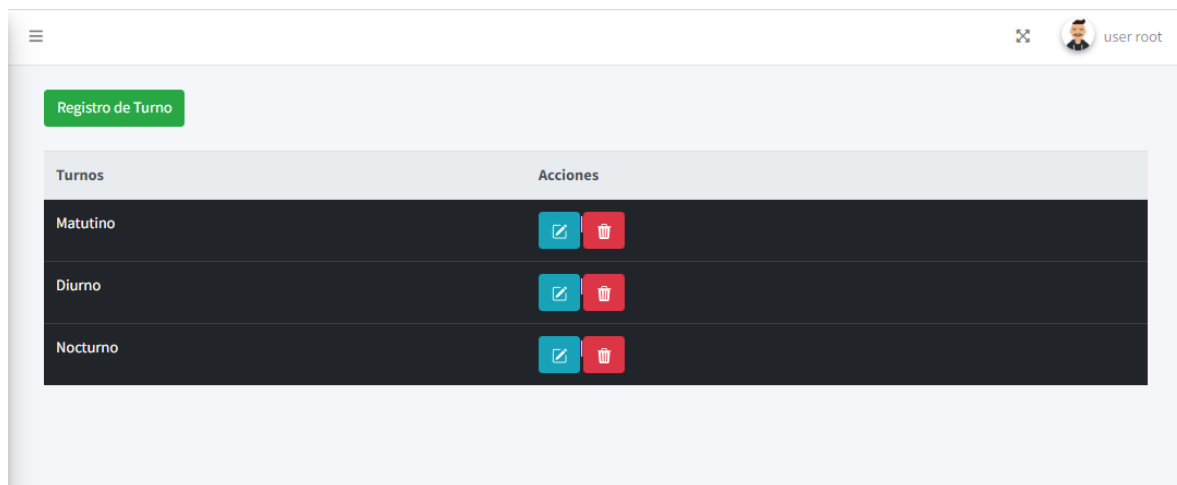 user root
Registro de Turno
Turnos Acciones
Matutino
Diurno
Nocturno